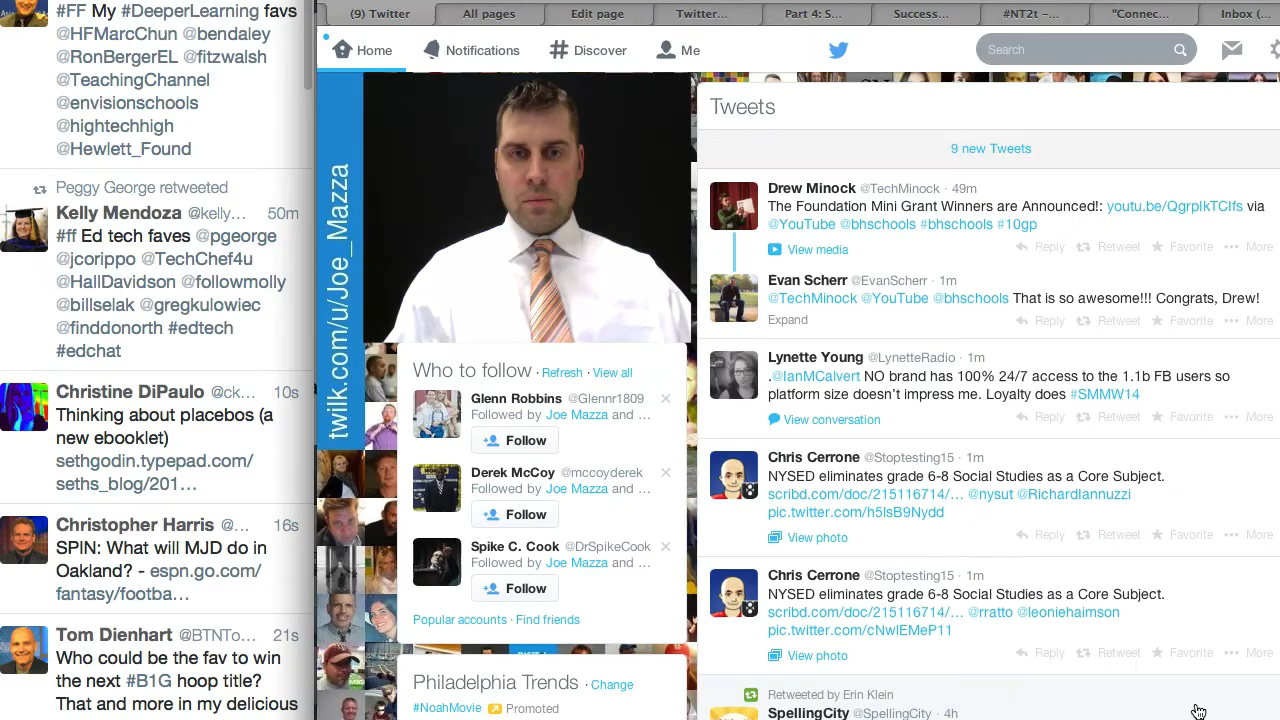 #FF My #DeeperLearning favs
@HFMarcChun @bendaley
@RonBergerEL @fitzwalsh
@TeachingChannel
@envisionschools
@hightechhigh
@Hewlett_Found
Peggy George retweeted
Kelly Mendoza @kelly… 50m
#ff Ed tech faves @pgeorge
@jcorippo @TechChef4u
@HallDavidson @followmolly
@billselak @gregkulowiec
@finddonorth #edtech
#edchat
Christine DiPaulo @ck… 10s
Thinking about placebos (a
new ebooklet)
sethgodin.typepad.com/
seths_blog/201…
Christopher Harris @… 16s
SPIN: What will MJD do in
Oakland? - espn.go.com/
fantasy/footba…
Tom Dienhart @BTNTo… 21s
Who could be the fav to win
the next #B1G hoop title?
That and more in my delicious
(9) Twitter
All pages
Edit page
Twitter...
Part 4: S...
Success...
#NT2t –...
"Connec...
Inbox (...
Home
Notifications
Discover
Me
Search
twilk.com/u/Joe_Mazza
Who to follow · Refresh · View all
Glenn Robbins @Glennr1809
Followed by Joe Mazza and …
Follow
Derek McCoy @mccoyderek
Followed by Joe Mazza and …
Follow
Spike C. Cook @DrSpikeCook
Followed by Joe Mazza and …
Follow
Popular accounts · Find friends
Philadelphia Trends · Change
#NoahMovie Promoted
Tweets
9 new Tweets
Drew Minock @TechMinock · 49m
The Foundation Mini Grant Winners are Announced!: youtu.be/QgrpIkTCIfs via
@YouTube @bhschools #bhschools #10gp
View media
Reply Retweet Favorite More
Evan Scherr @EvanScherr · 1m
@TechMinock @YouTube @bhschools That is so awesome!!! Congrats, Drew!
Expand
Reply Retweet Favorite More
Lynette Young @LynetteRadio · 1m
.@IanMCalvert NO brand has 100% 24/7 access to the 1.1b FB users so
platform size doesn't impress me. Loyalty does #SMMW14
View conversation
Reply Retweet Favorite More
Chris Cerrone @Stoptesting15 · 1m
NYSED eliminates grade 6-8 Social Studies as a Core Subject.
scribd.com/doc/215116714/… @nysut @RichardIannuzzi
pic.twitter.com/h5lsB9Nydd
View photo
Reply Retweet Favorite More
Chris Cerrone @Stoptesting15 · 1m
NYSED eliminates grade 6-8 Social Studies as a Core Subject.
scribd.com/doc/215116714/… @rratto @leoniehaimson
pic.twitter.com/cNwlEMeP11
View photo
Reply Retweet Favorite More
Retweeted by Erin Klein
SpellingCity @SpellingCity · 4h